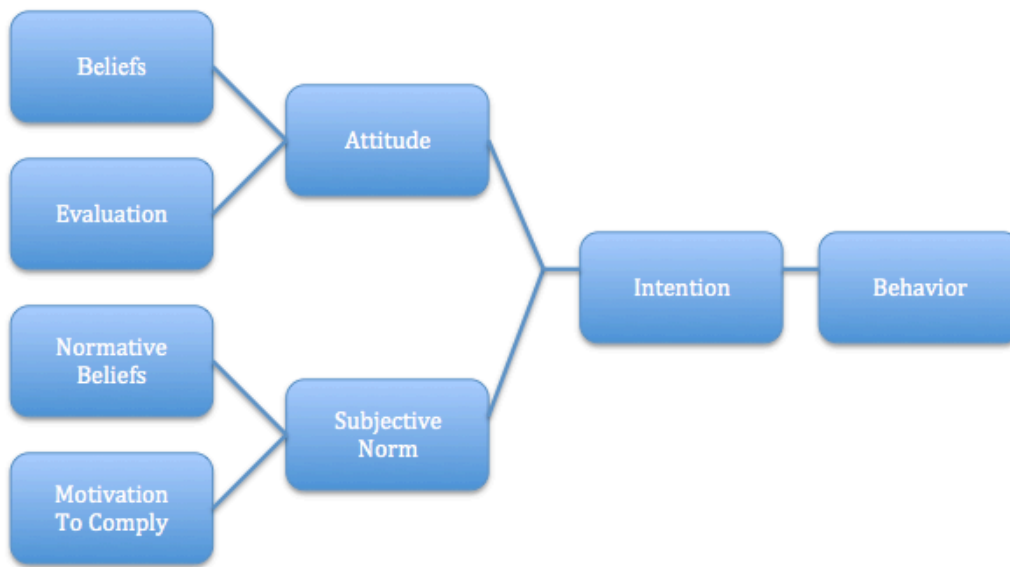 Beliefs
Evaluation
Normative
Beliefs
Motivation
To Comply
Attitude
Subjective
Norm
Intention
Behavior